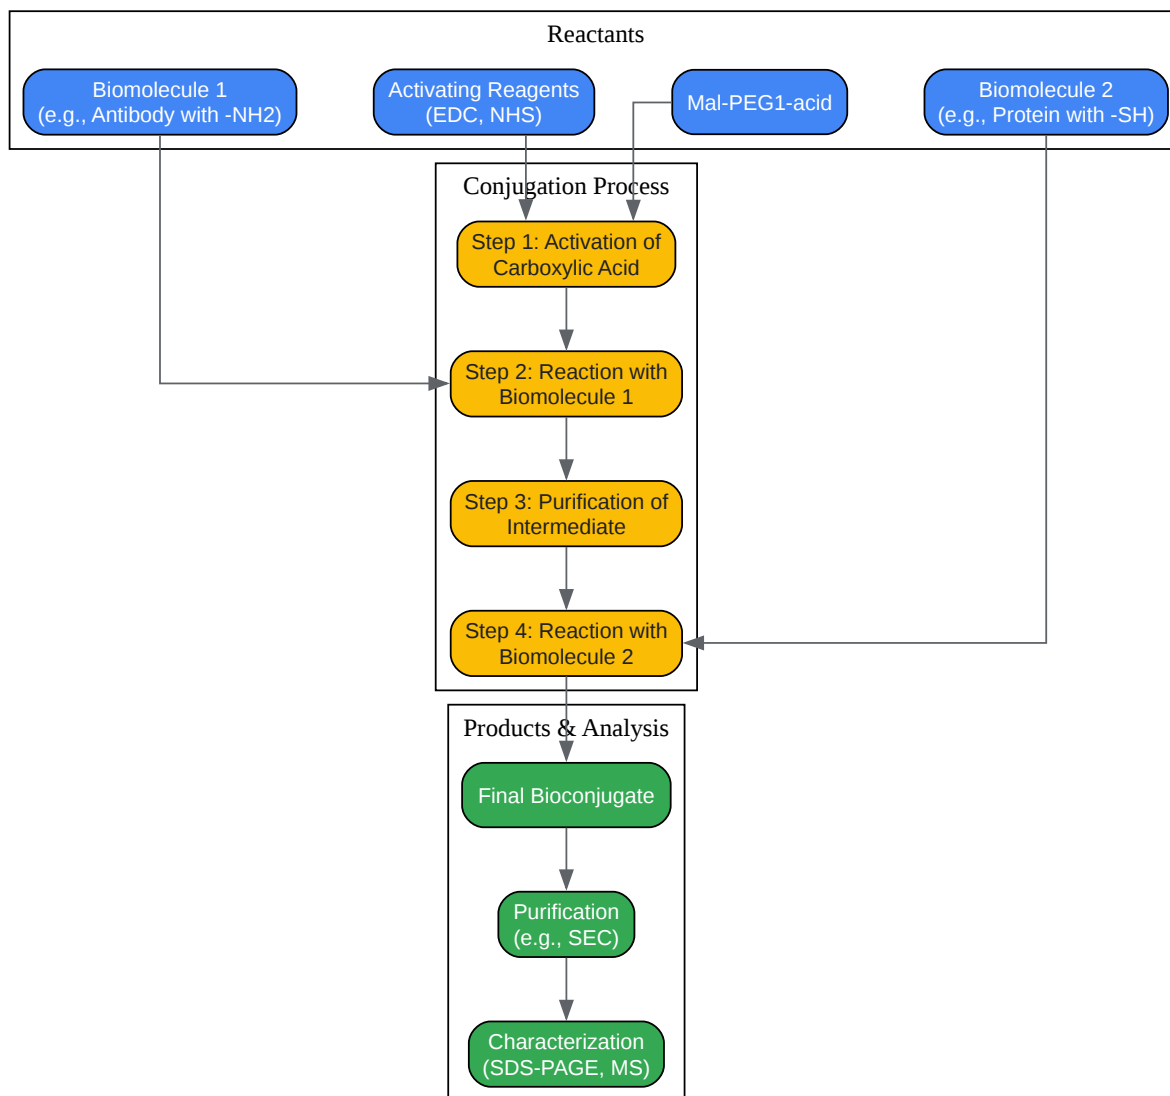 Reactants
Biomolecule 1
(e.g., Antibody with -NH2)
Activating Reagents
(EDC, NHS)
Mal-PEG1-acid
Biomolecule 2
(e.g., Protein with -SH)
Conjugation Process
Step 1: Activation of
Carboxylic Acid
Step 2: Reaction with
Biomolecule 1
Step 3: Purification of
Intermediate
Step 4: Reaction with
Biomolecule 2
Products & Analysis
Final Bioconjugate
Purification
(e.g., SEC)
Characterization
(SDS-PAGE, MS)